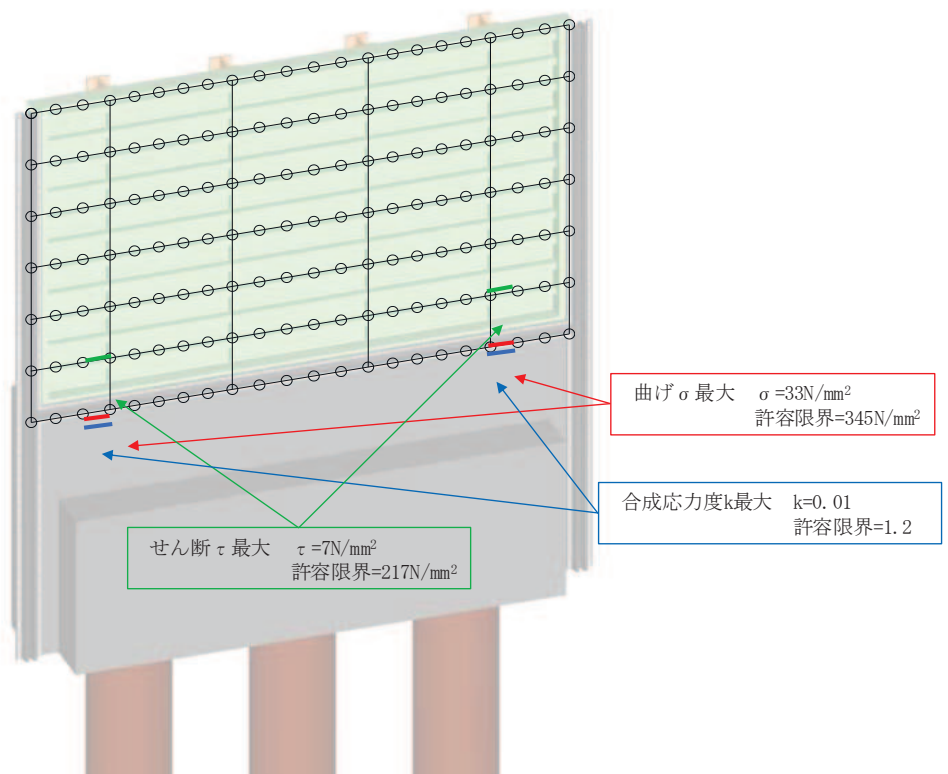 曲げσ最大 σ=33N/mm²
許容限界=345N/mm²
合成応力度k最大 k=0.01
許容限界=1.2
せん断τ最大 τ=7N/mm²
許容限界=217N/mm²